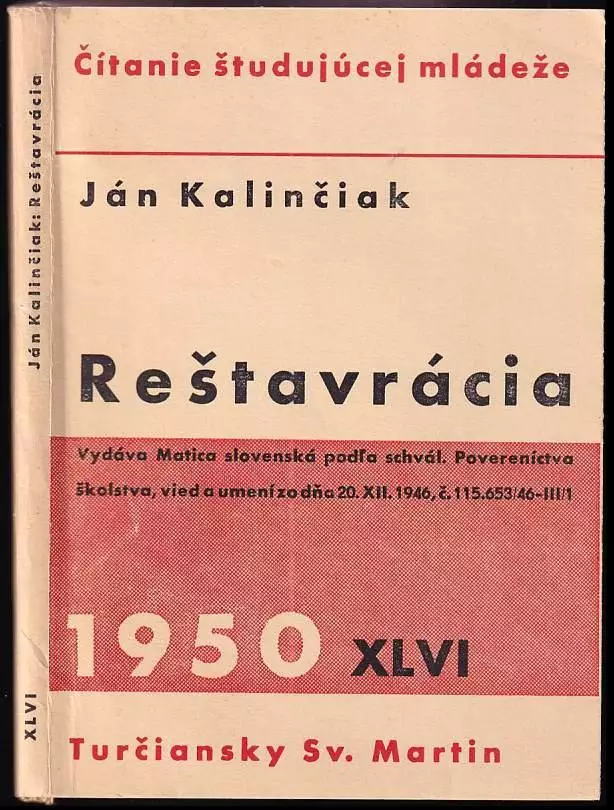 Čítanie študujúcej mládeže
Ján Kalinčiak
Reštavrácia
Vydáva Matica slovenská podľa schvál. Povereníctva
školstva, vied a umení zo dňa 20. XII. 1946, č. 115.653/46-III/1
1950 XLVI
Turčiansky Sv. Martin
Ján Kalinčiak: Reštavrácia
XLVI